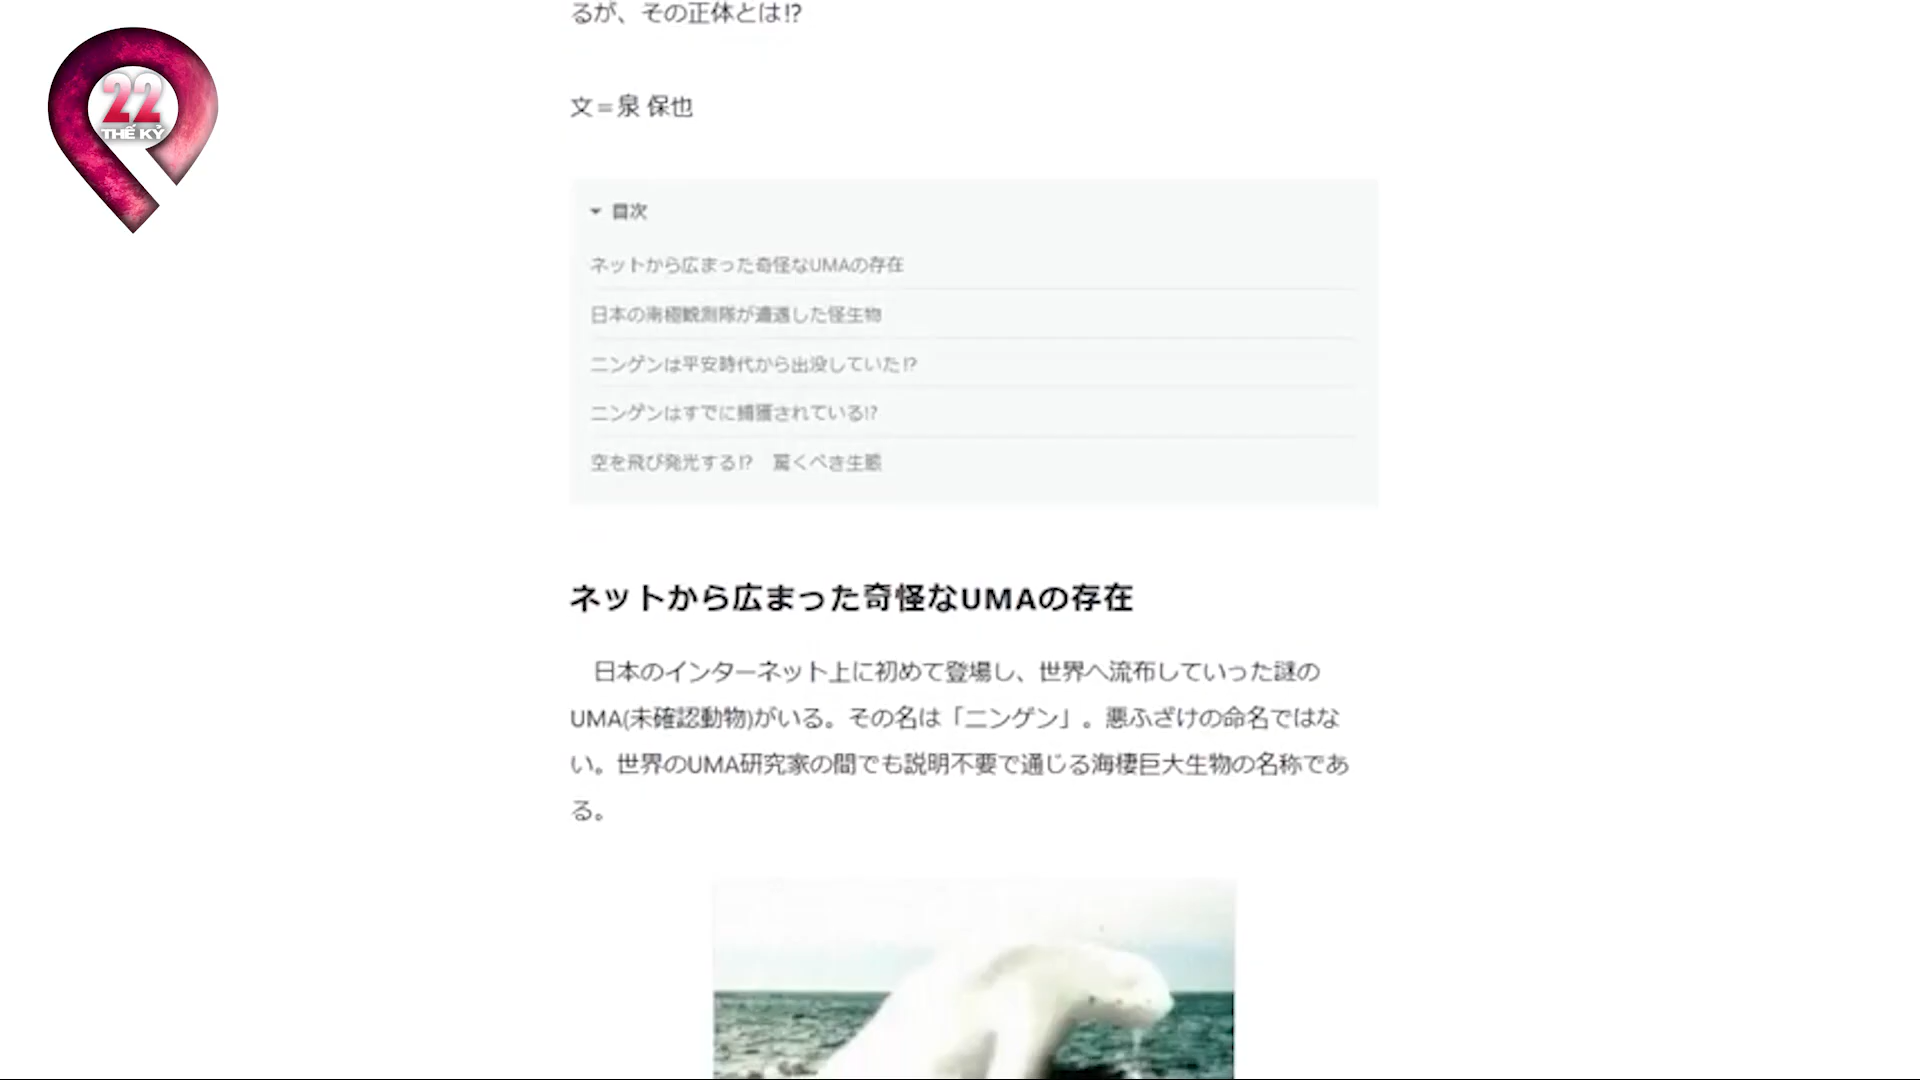 22
THẾ KỶ
るが、その正体とは!?
文＝泉 保也
目次
ネットから広まった奇怪なUMAの存在
日本の南極観測隊が遭遇した怪生物
ニンゲンは平安時代から出没していた!?
ニンゲンはすでに捕獲されている!?
空を飛び発光する!?　驚くべき生態
ネットから広まった奇怪なUMAの存在
日本のインターネット上に初めて登場し、世界へ流布していった謎の
UMA(未確認動物)がいる。その名は「ニンゲン」。悪ふざけの命名ではな
い。世界のUMA研究家の間でも説明不要で通じる海棲巨大生物の名称であ
る。